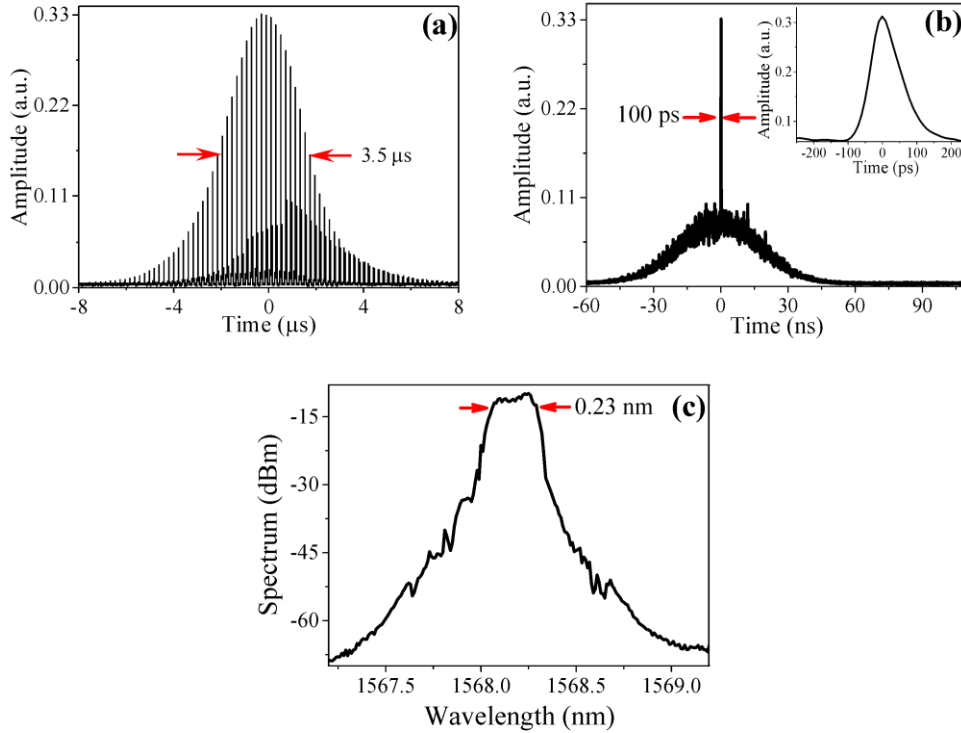 (a)
Amplitude (a.u.)
0.33
0.22
0.11
0.00
3.5 μs
-8
-4
0
4
8
Time (μs)
(b)
Amplitude (a.u.)
0.33
0.22
0.11
0.00
100 ps
-60
-30
0
30
60
90
Time (ns)
Amplitude (a.u.)
0.3
0.2
0.1
-200
-100
0
100
200
Time (ps)
(c)
Spectrum (dBm)
-15
-30
-45
-60
0.23 nm
1567.5
1568.0
1568.5
1569.0
Wavelength (nm)